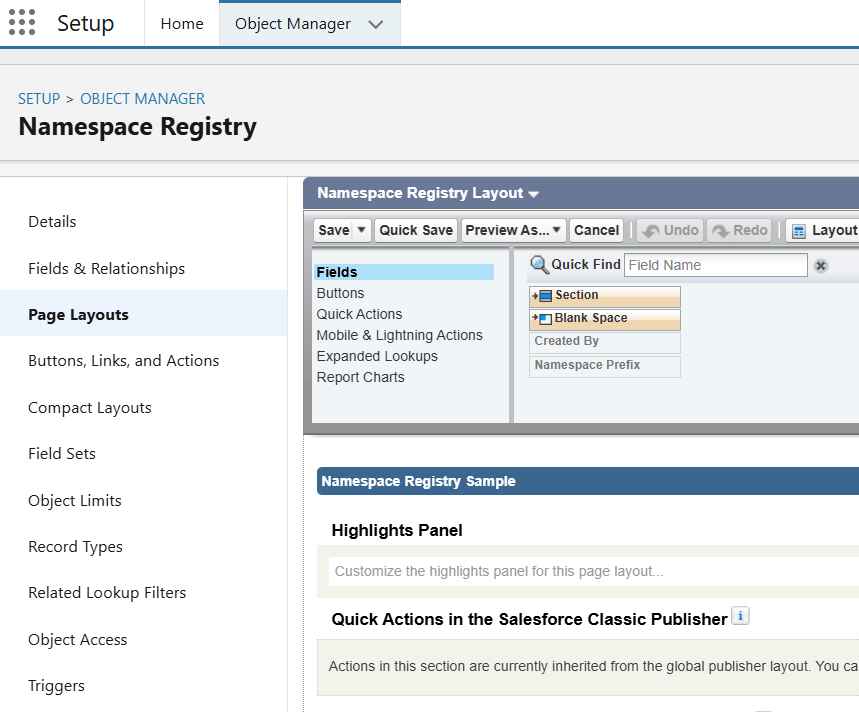 Setup
Home
Object Manager
SETUP > OBJECT MANAGER
Namespace Registry
Details
Fields & Relationships
Page Layouts
Buttons, Links, and Actions
Compact Layouts
Field Sets
Object Limits
Record Types
Related Lookup Filters
Object Access
Triggers
Namespace Registry Layout
Save
Quick Save
Preview As...
Cancel
Undo
Redo
Layout
Fields
Buttons
Quick Actions
Mobile & Lightning Actions
Expanded Lookups
Report Charts
Quick Find
Field Name
Section
Blank Space
Created By
Namespace Prefix
Namespace Registry Sample
Highlights Panel
Customize the highlights panel for this page layout...
Quick Actions in the Salesforce Classic Publisher
i
Actions in this section are currently inherited from the global publisher layout. You ca